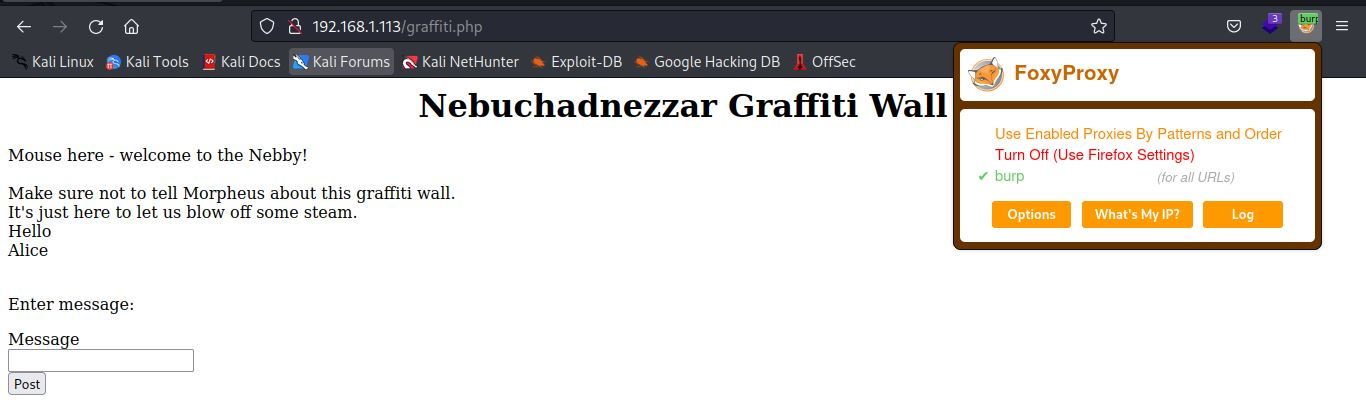 192.168.1.113/graffiti.php
3
burp
Kali Linux Kali Tools Kali Docs Kali Forums Kali NetHunter Exploit-DB Google Hacking DB OffSec
FoxyProxy
Use Enabled Proxies By Patterns and Order
Turn Off (Use Firefox Settings)
✔ burp (for all URLs)
Options What's My IP? Log
Nebuchadnezzar Graffiti Wall
Mouse here - welcome to the Nebby!
Make sure not to tell Morpheus about this graffiti wall.
It's just here to let us blow off some steam.
Hello
Alice
Enter message:
Message
Post